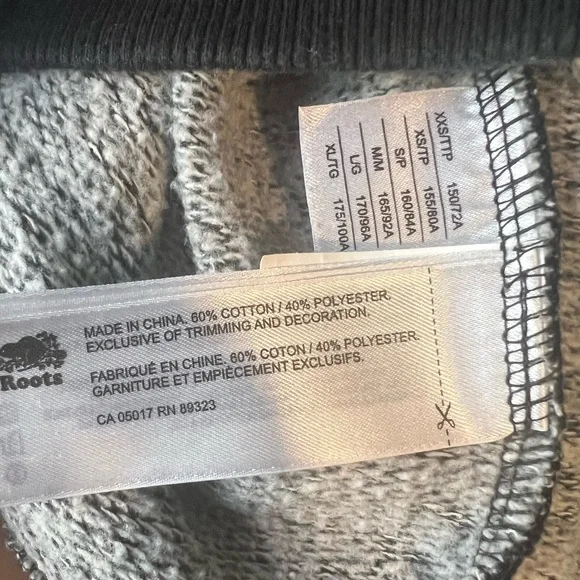 XXS/TTP 150/72A
XS/TP 155/80A
S/P 160/84A
M/M 165/92A
L/G 170/96A
XL/TG 175/100A
MADE IN CHINA. 60% COTTON / 40% POLYESTER.
EXCLUSIVE OF TRIMMING AND DECORATION.
FABRIQUÉ EN CHINE. 60% COTON / 40% POLYESTER.
GARNITURE ET EMPIÈCEMENT EXCLUSIFS.
CA 05017 RN 89323
Roots